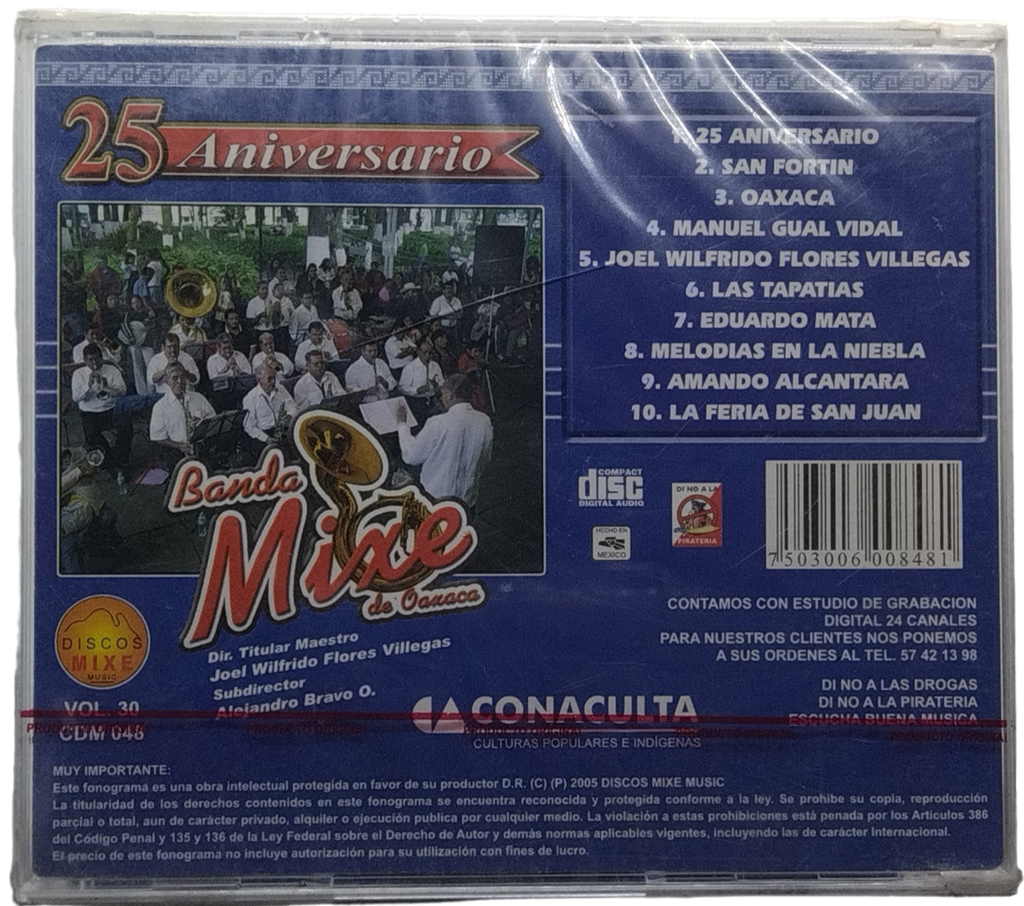 25 Aniversario
1. 25 ANIVERSARIO
2. SAN FORTIN
3. OAXACA
4. MANUEL GUAL VIDAL
5. JOEL WILFRIDO FLORES VILLEGAS
6. LAS TAPATIAS
7. EDUARDO MATA
8. MELODIAS EN LA NIEBLA
9. AMANDO ALCANTARA
10. LA FERIA DE SAN JUAN
Banda
Mixe
de Oaxaca
Dir. Titular Maestro
Joel Wilfrido Flores Villegas
Subdirector
Alejandro Bravo O.
COMPACT
disc
DIGITAL AUDIO
HECHO EN
MEXICO
DI NO A LA
PIRATERIA
7 503006 008481
CONTAMOS CON ESTUDIO DE GRABACION
DIGITAL 24 CANALES
PARA NUESTROS CLIENTES NOS PONEMOS
A SUS ORDENES AL TEL. 57 42 13 98
DI NO A LAS DROGAS
DI NO A LA PIRATERIA
ESCUCHA BUENA MUSICA
DISCOS
MIXE
MUSIC
VOL. 30
CDM 048
CONACULTA
CULTURAS POPULARES E INDÍGENAS
PRODUCTO ORIGINAL PRODUCTO ORIGINAL PRODUCTO ORIGINAL PRODUCTO ORIGINAL PRODUCTO ORIGINAL
MUY IMPORTANTE:
Este fonograma es una obra intelectual protegida en favor de su productor D.R. (C) (P) 2005 DISCOS MIXE MUSIC
La titularidad de los derechos contenidos en este fonograma se encuentra reconocida y protegida conforme a la ley. Se prohibe su copia, reproducción
parcial o total, aun de carácter privado, alquiler o ejecución publica por cualquier medio. La violación a estas prohibiciones está penada por los Articulos 386
del Código Penal y 135 y 136 de la Ley Federal sobre el Derecho de Autor y demás normas aplicables vigentes, incluyendo las de carácter Internacional.
El precio de este fonograma no incluye autorización para su utilización con fines de lucro.